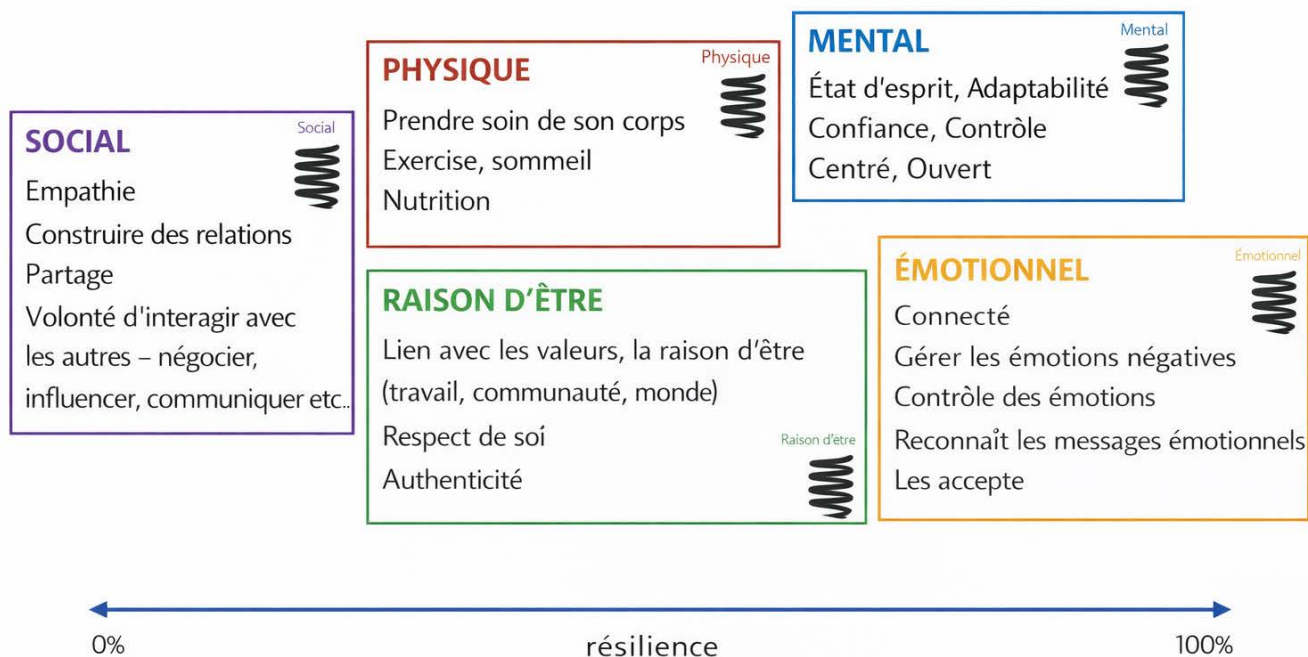 SOCIAL
Social
Empathie
Construire des relations
Partage
Volonté d'interagir avec
les autres – négocier,
influencer, communiquer etc..
PHYSIQUE
Physique
Prendre soin de son corps
Exercise, sommeil
Nutrition
MENTAL
Mental
État d'esprit, Adaptabilité
Confiance, Contrôle
Centré, Ouvert
RAISON D'ÊTRE
Lien avec les valeurs, la raison d'être
(travail, communauté, monde)
Respect de soi
Authenticité
Raison d'être
ÉMOTIONNEL
Émotionnel
Connecté
Gérer les émotions négatives
Contrôle des émotions
Reconnaît les messages émotionnels
Les accepte
0%
résilience
100%